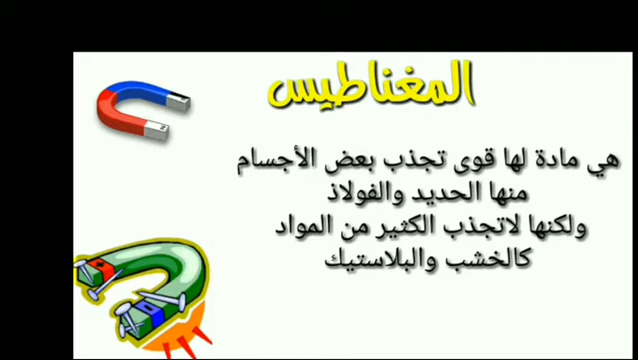 المغناطيس
هي مادة لها قوى تجذب بعض الأجسام
منها الحديد والفولاذ
ولكنها لاتجذب الكثير من المواد
كالخشب والبلاستيك